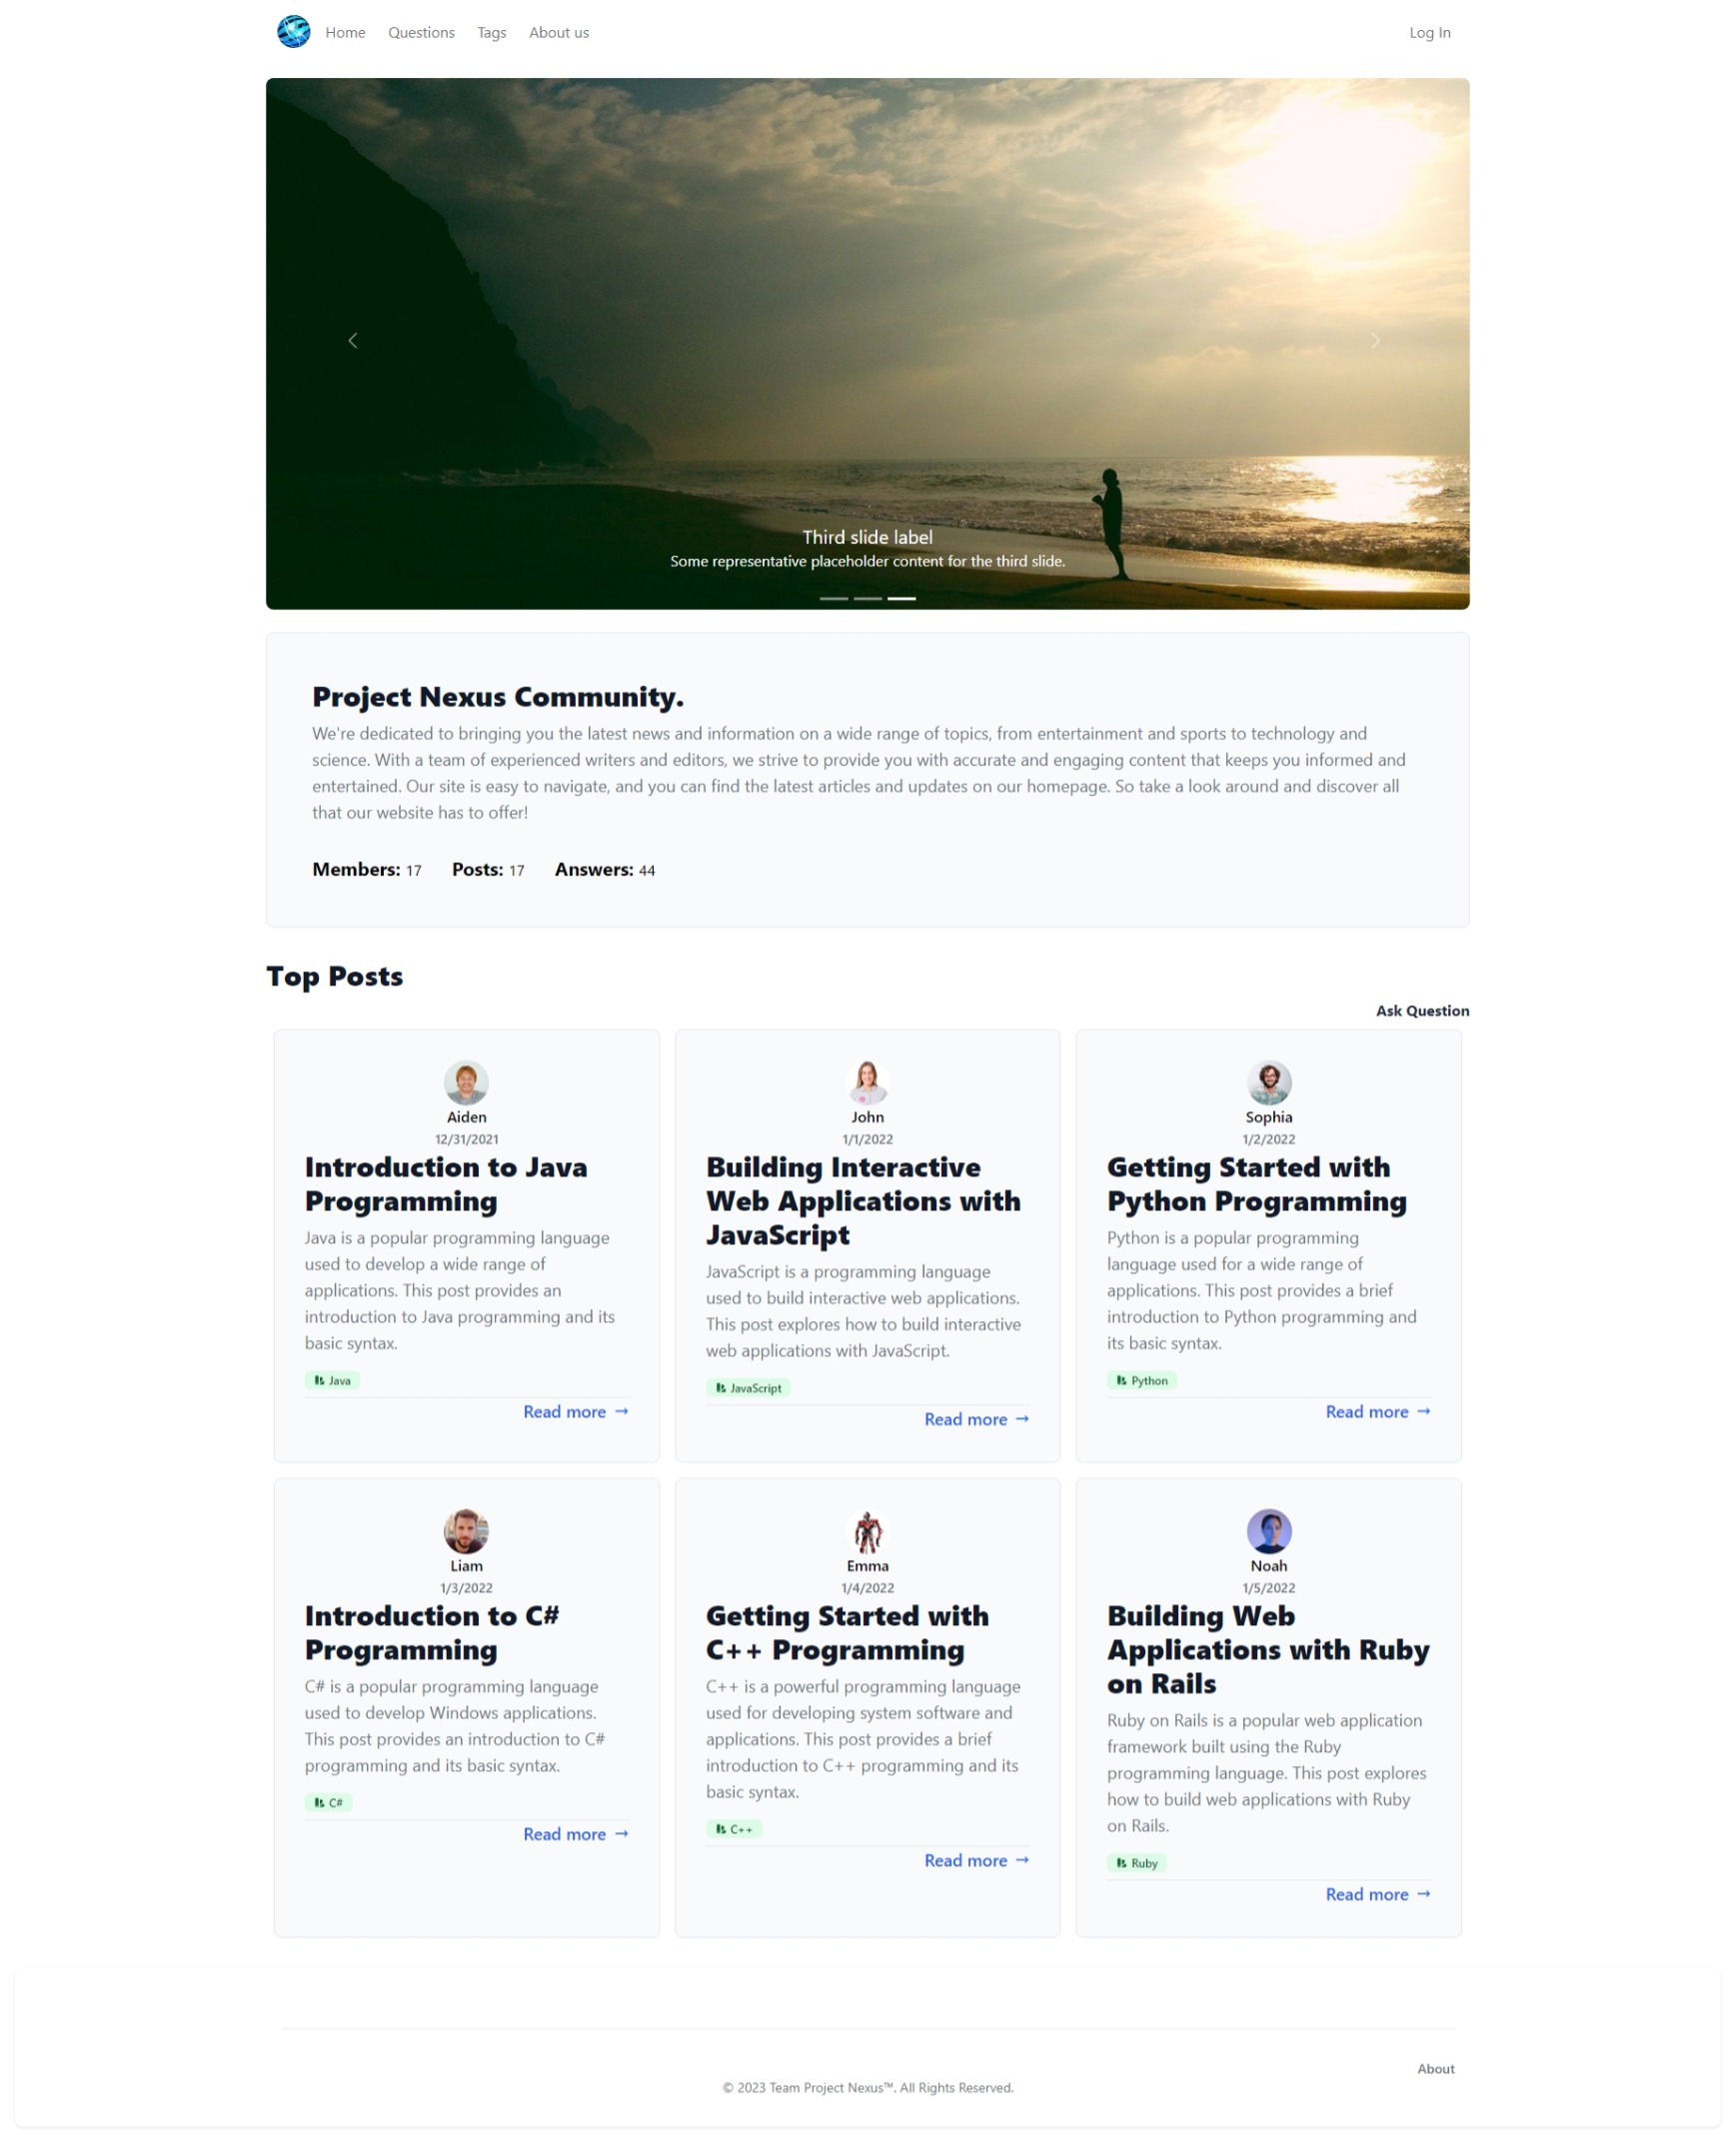 Home Questions Tags About us Log In
Third slide label
Some representative placeholder content for the third slide.
Project Nexus Community.
We're dedicated to bringing you the latest news and information on a wide range of topics, from entertainment and sports to technology and
science. With a team of experienced writers and editors, we strive to provide you with accurate and engaging content that keeps you informed and
entertained. Our site is easy to navigate, and you can find the latest articles and updates on our homepage. So take a look around and discover all
that our website has to offer!
Members: 17 Posts: 17 Answers: 44
Top Posts
Ask Question
Aiden
12/31/2021
Introduction to Java
Programming
Java is a popular programming language
used to develop a wide range of
applications. This post provides an
introduction to Java programming and its
basic syntax.
Java
Read more →
John
1/1/2022
Building Interactive
Web Applications with
JavaScript
JavaScript is a programming language
used to build interactive web applications.
This post explores how to build interactive
web applications with JavaScript.
JavaScript
Read more →
Sophia
1/2/2022
Getting Started with
Python Programming
Python is a popular programming
language used for a wide range of
applications. This post provides a brief
introduction to Python programming and
its basic syntax.
Python
Read more →
Liam
1/3/2022
Introduction to C#
Programming
C# is a popular programming language
used to develop Windows applications.
This post provides an introduction to C#
programming and its basic syntax.
C#
Read more →
Emma
1/4/2022
Getting Started with
C++ Programming
C++ is a powerful programming language
used for developing system software and
applications. This post provides a brief
introduction to C++ programming and its
basic syntax.
C++
Read more →
Noah
1/5/2022
Building Web
Applications with Ruby
on Rails
Ruby on Rails is a popular web application
framework built using the Ruby
programming language. This post explores
how to build web applications with Ruby
on Rails.
Ruby
Read more →
About
© 2023 Team Project Nexus™. All Rights Reserved.